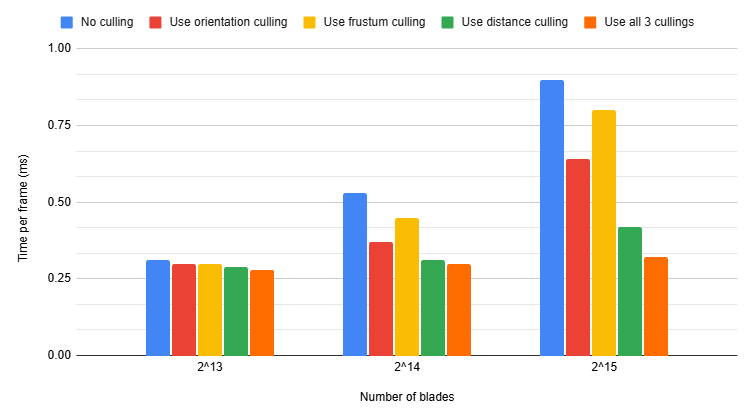 No culling Use orientation culling Use frustum culling Use distance culling Use all 3 cullings
1.00
0.75
0.50
0.25
0.00
Time per frame (ms)
2^13 2^14 2^15
Number of blades